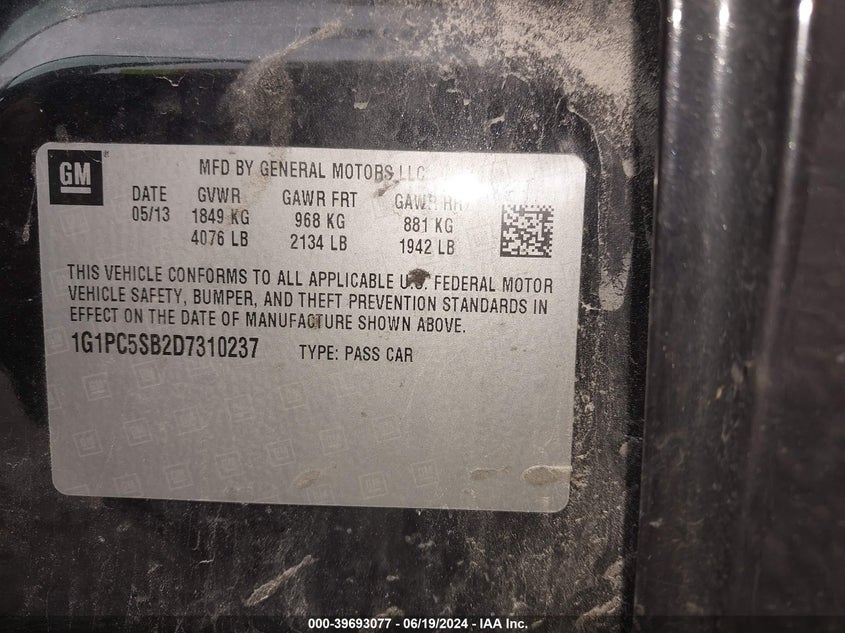 GM
MFD BY GENERAL MOTORS LLC
DATE GVWR GAWR FRT GAWR RR
05/13 1849 KG 968 KG 881 KG
4076 LB 2134 LB 1942 LB
THIS VEHICLE CONFORMS TO ALL APPLICABLE U.S. FEDERAL MOTOR
VEHICLE SAFETY, BUMPER, AND THEFT PREVENTION STANDARDS IN
EFFECT ON THE DATE OF MANUFACTURE SHOWN ABOVE.
1G1PC5SB2D7310237 TYPE: PASS CAR
000-39693077 - 06/19/2024 - IAA Inc.